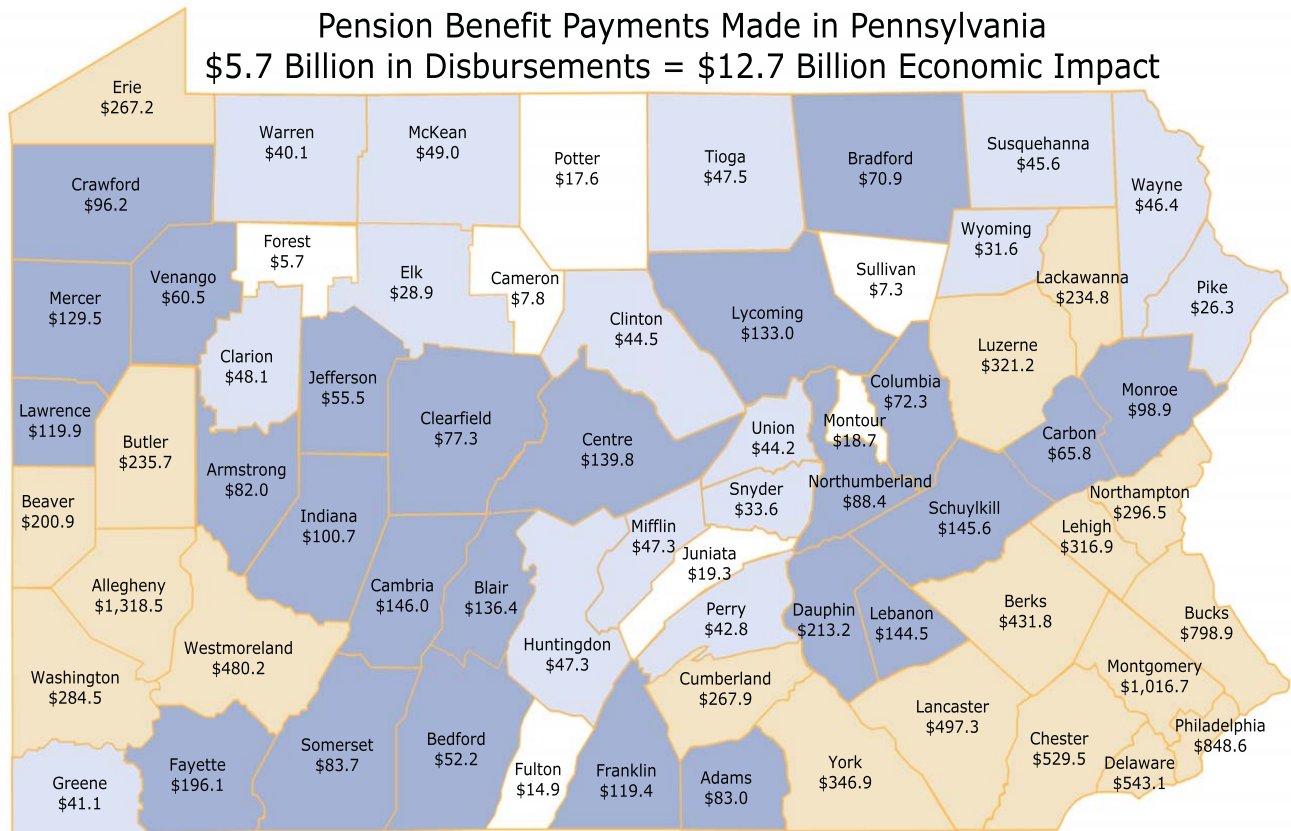 Pension Benefit Payments Made in Pennsylvania
$5.7 Billion in Disbursements = $12.7 Billion Economic Impact
Erie
$267.2
Warren
$40.1
McKean
$49.0
Potter
$17.6
Tioga
$47.5
Bradford
$70.9
Susquehanna
$45.6
Wayne
$46.4
Crawford
$96.2
Forest
$5.7
Elk
$28.9
Cameron
$7.8
Sullivan
$7.3
Wyoming
$31.6
Lackawanna
$234.8
Pike
$26.3
Mercer
$129.5
Venango
$60.5
Clinton
$44.5
Lycoming
$133.0
Luzerne
$321.2
Clarion
$48.1
Jefferson
$55.5
Columbia
$72.3
Monroe
$98.9
Lawrence
$119.9
Butler
$235.7
Clearfield
$77.3
Centre
$139.8
Union
$44.2
Montour
$18.7
Carbon
$65.8
Armstrong
$82.0
Beaver
$200.9
Indiana
$100.7
Mifflin
$47.3
Snyder
$33.6
Northumberland
$88.4
Schuylkill
$145.6
Northampton
$296.5
Lehigh
$316.9
Juniata
$19.3
Allegheny
$1,318.5
Cambria
$146.0
Blair
$136.4
Perry
$42.8
Dauphin
$213.2
Lebanon
$144.5
Berks
$431.8
Bucks
$798.9
Westmoreland
$480.2
Huntingdon
$47.3
Washington
$284.5
Cumberland
$267.9
Montgomery
$1,016.7
Lancaster
$497.3
Philadelphia
$848.6
Greene
$41.1
Fayette
$196.1
Somerset
$83.7
Bedford
$52.2
Fulton
$14.9
Franklin
$119.4
Adams
$83.0
York
$346.9
Chester
$529.5
Delaware
$543.1